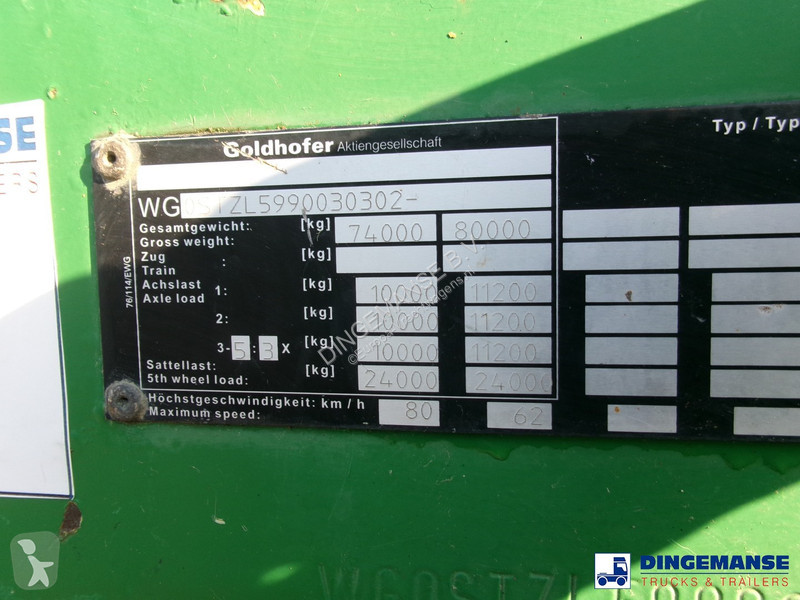 NSE
ERS
Goldhofer Aktiengesellschaft
Typ / Typ
WG0STZL5990030302-
Gesamtgewicht: [kg] 74000 80000
Gross weight:
Zug : [kg]
Train
Achslast 1: [kg] 10000 11200
Axle load
2: [kg] 10000 11200
3-5:3 x [kg] 10000 11200
Sattellast: [kg] 24000 24000
5th wheel load:
Höchstgeschwindigkeit: km / h 80 62
Maximum speed:
76/114/EWG
DINGEMANSE B.V.
DINGEMANSE
TRUCKS & TRAILERS